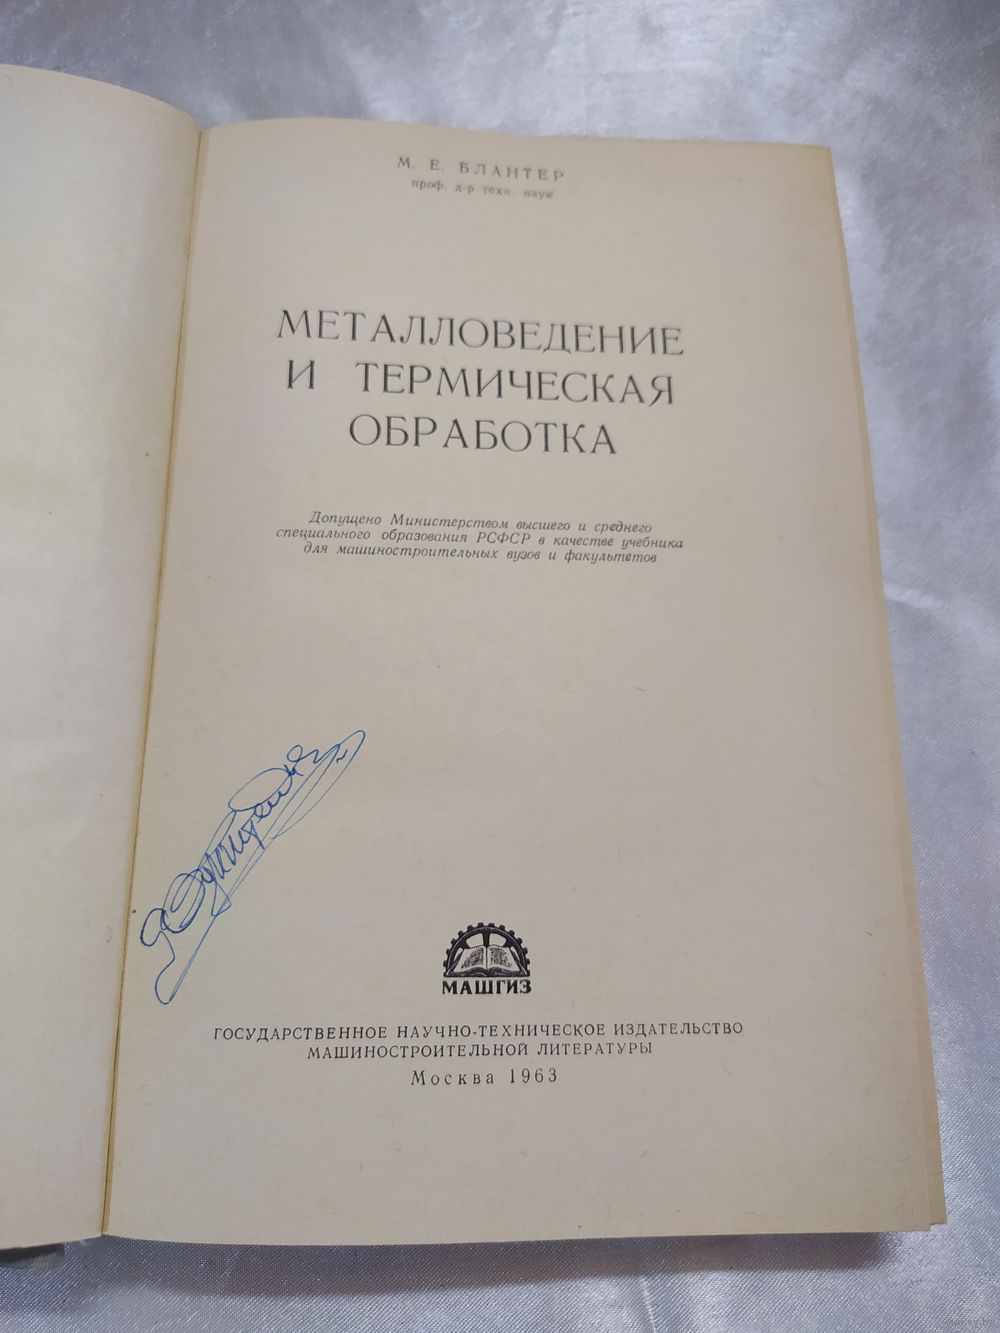 М. Е. БЛАНТЕР
проф. д-р техн. наук
МЕТАЛЛОВЕДЕНИЕ
И ТЕРМИЧЕСКАЯ
ОБРАБОТКА
Допущено Министерством высшего и среднего
специального образования РСФСР в качестве учебника
для машиностроительных вузов и факультетов
МАШГИЗ
ГОСУДАРСТВЕННОЕ НАУЧНО-ТЕХНИЧЕСКОЕ ИЗДАТЕЛЬСТВО
МАШИНОСТРОИТЕЛЬНОЙ ЛИТЕРАТУРЫ
Москва 1963